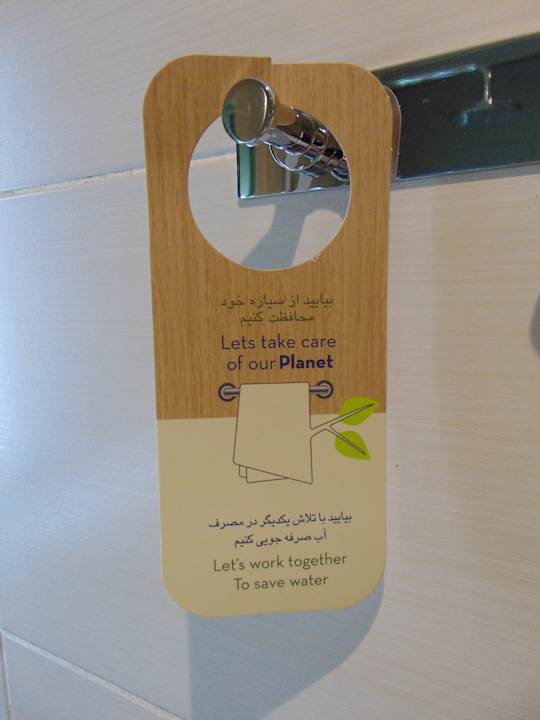 بیایید از سیاره خود
محافظت کنیم
Lets take care
of our Planet
بیایید با تلاش یکدیگر در مصرف
آب صرفه جویی کنیم
Let's work together
To save water